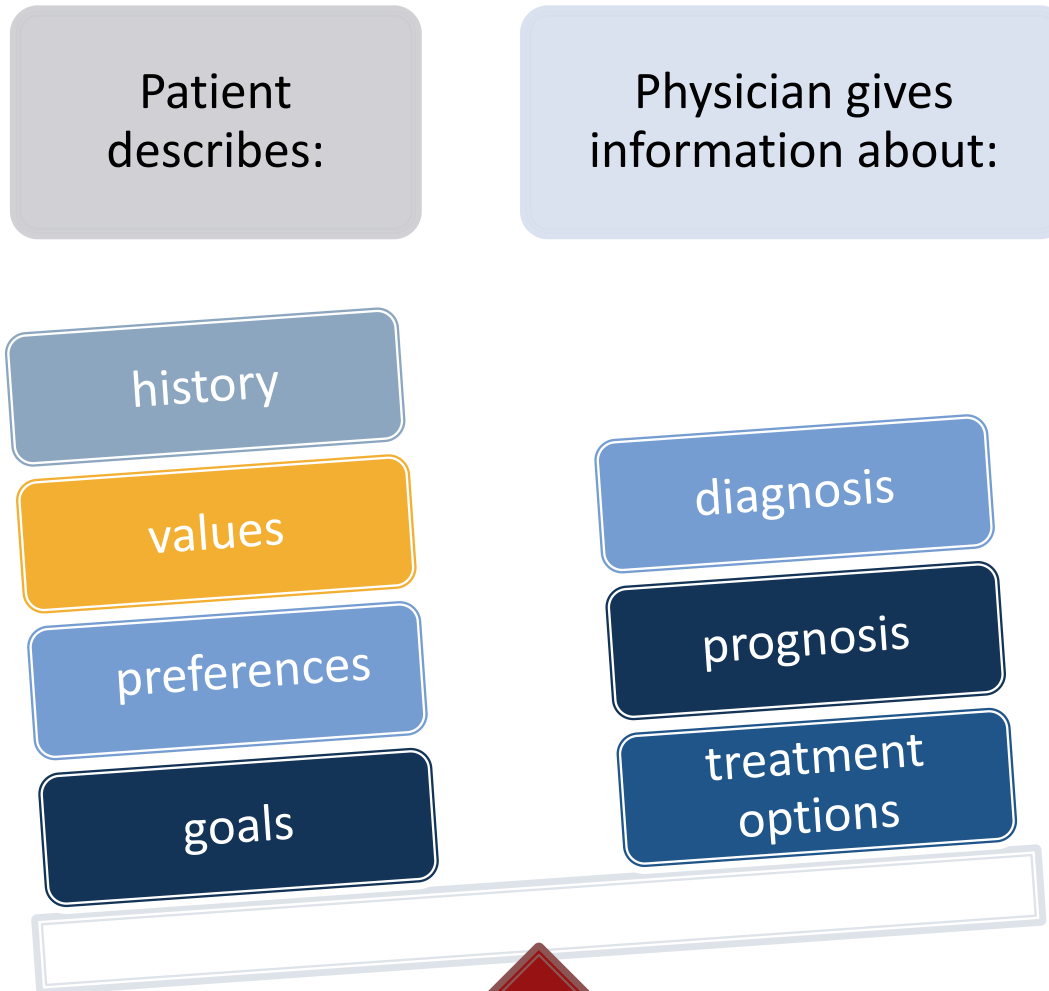 Patient
describes:
Physician gives
information about:
history
values
preferences
goals
diagnosis
prognosis
treatment
options